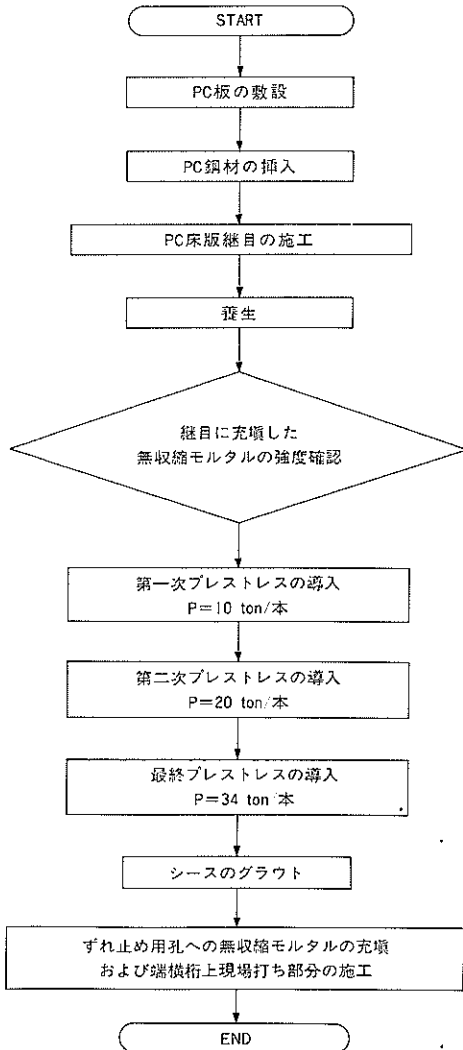 START
PC板の敷設
PC鋼材の挿入
PC床版継目の施工
養生
継目に充塡した
無収縮モルタルの強度確認
第一次プレストレスの導入
P=10 ton/本
第二次プレストレスの導入
P=20 ton/本
最終プレストレスの導入
P=34 ton/本
シースのグラウト
ずれ止め用孔への無収縮モルタルの充塡
および端横桁上現場打ち部分の施工
END